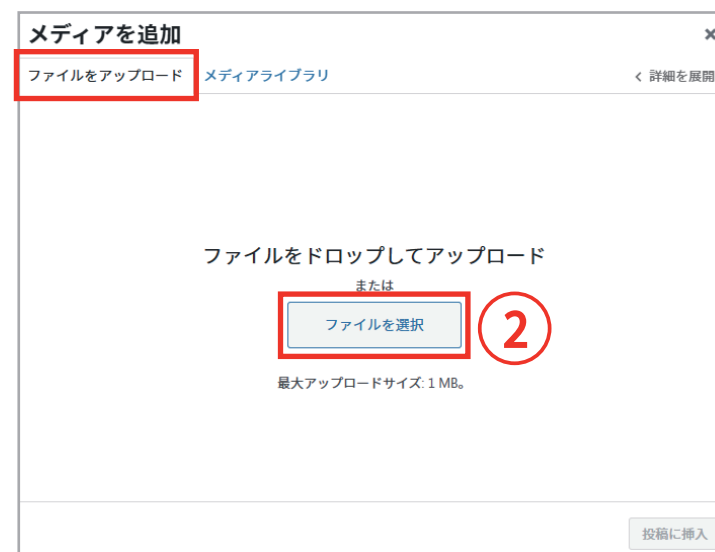 メディアを追加
ファイルをアップロード メディアライブラリ 詳細を展開
ファイルをドロップしてアップロード
または
ファイルを選択 ②
最大アップロードサイズ: 1 MB。
投稿に挿入